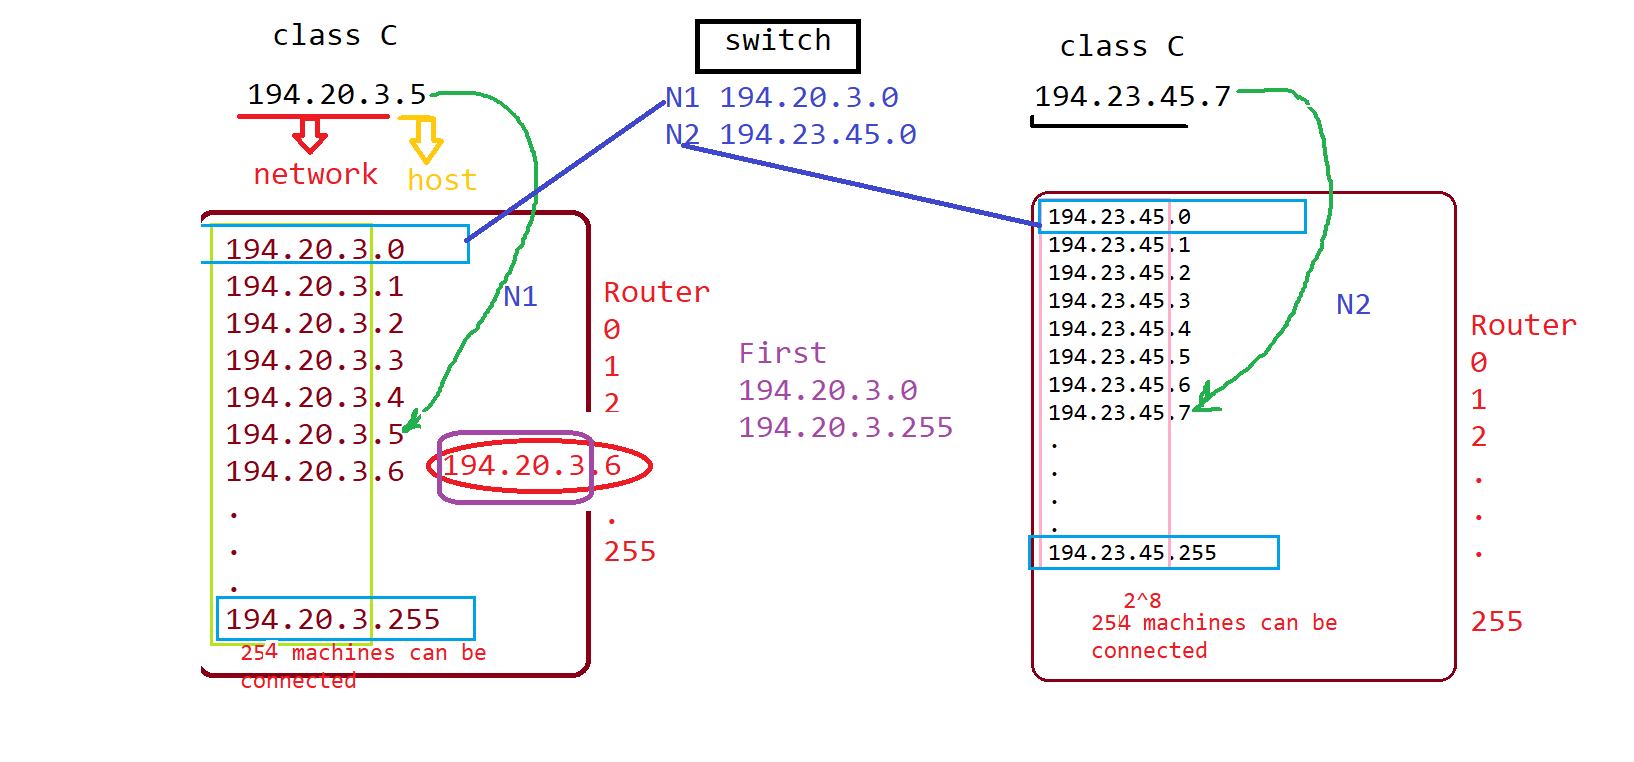 class C
194.20.3.5
network
host
194.20.3.0
194.20.3.1
194.20.3.2
194.20.3.3
194.20.3.4
194.20.3.5
194.20.3.6
.
.
.
194.20.3.255
254 machines can be
connected
N1
Router
0
1
2
194.20.3.6
.
255
switch
N1 194.20.3.0
N2 194.23.45.0
First
194.20.3.0
194.20.3.255
class C
194.23.45.7
194.23.45.0
194.23.45.1
194.23.45.2
194.23.45.3
194.23.45.4
194.23.45.5
194.23.45.6
194.23.45.7
.
.
.
.
194.23.45.255
2^8
254 machines can be
connected
N2
Router
0
1
2
.
.
.
255